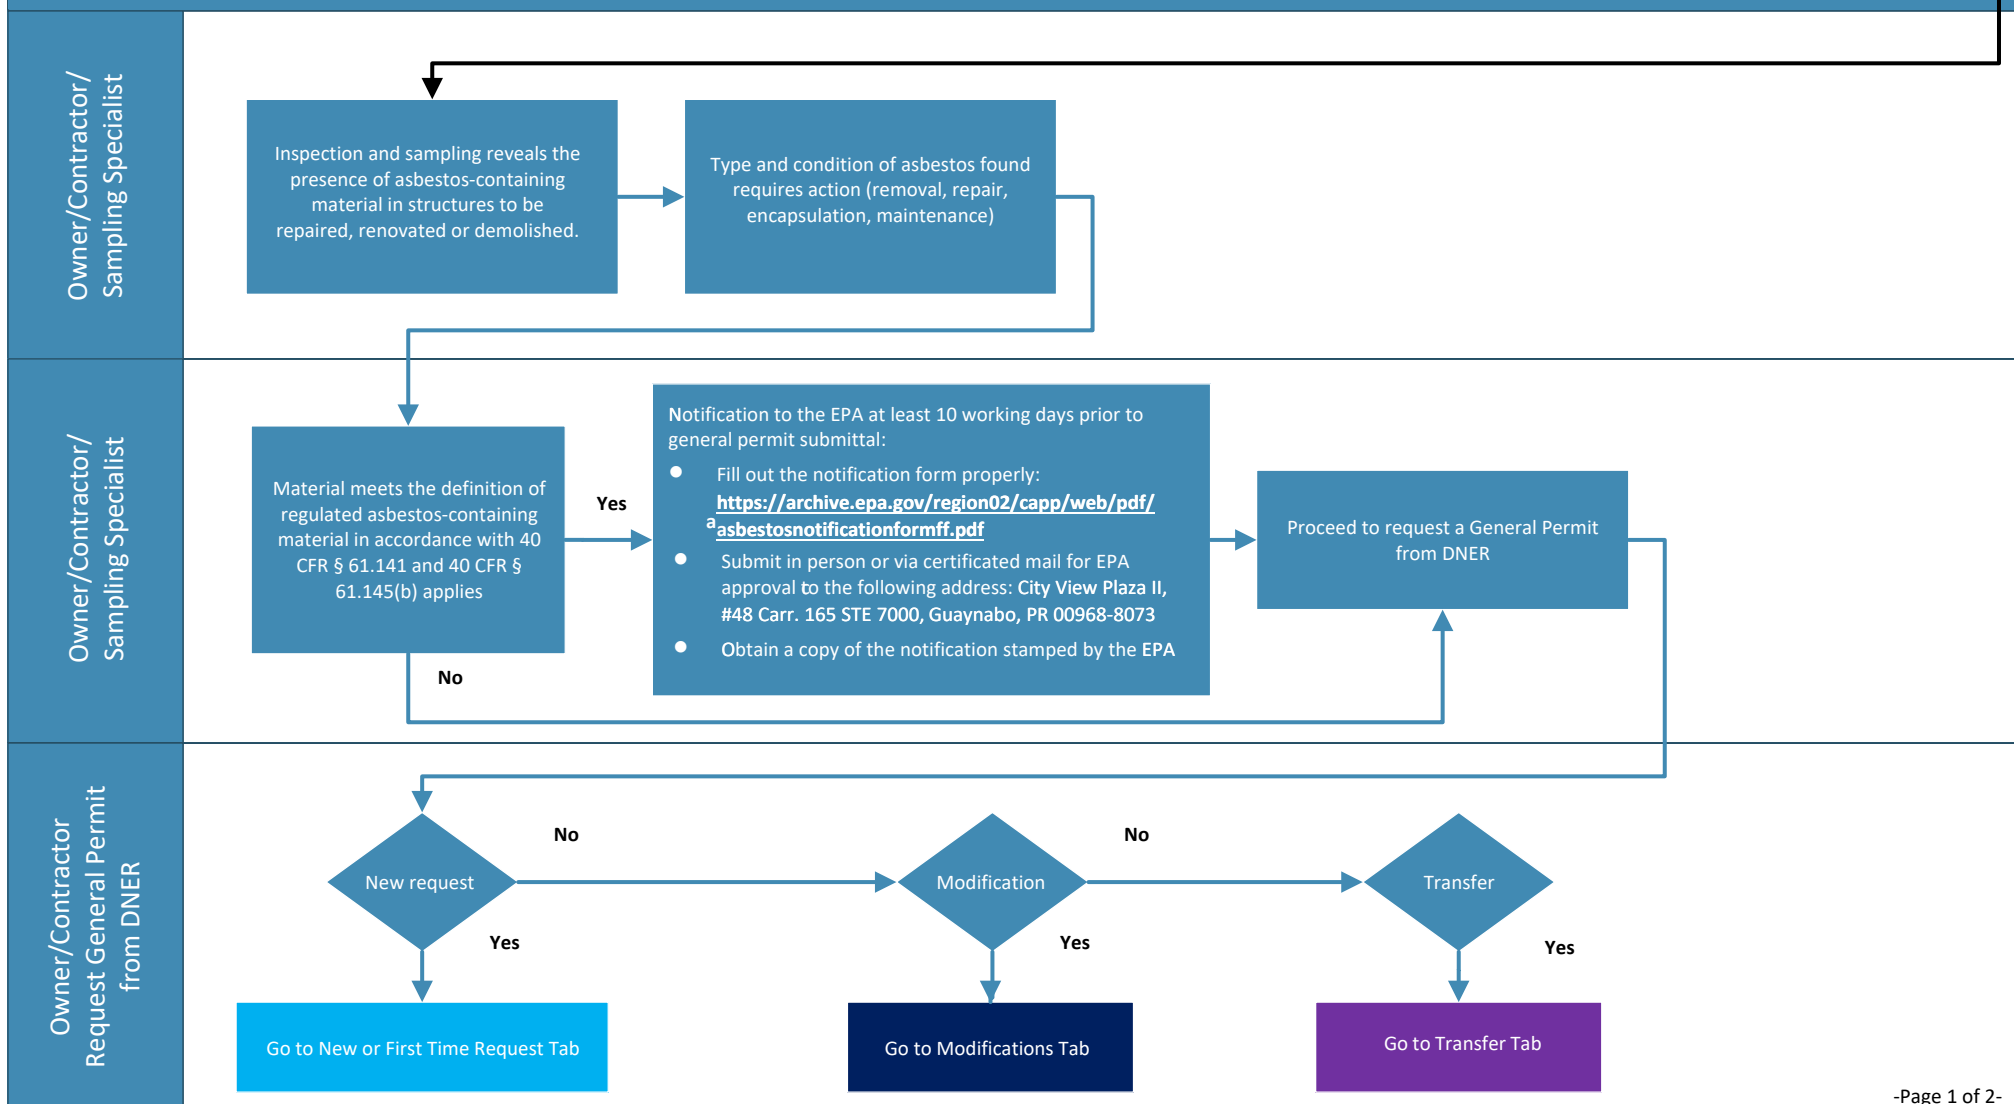 Owner/Contractor/
Sampling Specialist
Inspection and sampling reveals the
presence of asbestos-containing
material in structures to be
repaired, renovated or demolished.
Type and condition of asbestos found
requires action (removal, repair,
encapsulation, maintenance)
Owner/Contractor/
Sampling Specialist
Material meets the definition of
regulated asbestos-containing
material in accordance with 40
CFR § 61.141 and 40 CFR §
61.145(b) applies
Yes
No
Notification to the EPA at least 10 working days prior to
general permit submittal:
● Fill out the notification form properly:
https://archive.epa.gov/region02/capp/web/pdf/
a asbestosnotificationformff.pdf
● Submit in person or via certificated mail for EPA
approval to the following address: City View Plaza II,
#48 Carr. 165 STE 7000, Guaynabo, PR 00968-8073
● Obtain a copy of the notification stamped by the EPA
Proceed to request a General Permit
from DNER
Owner/Contractor
Request General Permit
from DNER
New request
No
Modification
No
Transfer
Yes
Yes
Yes
Go to New or First Time Request Tab
Go to Modifications Tab
Go to Transfer Tab
-Page 1 of 2-